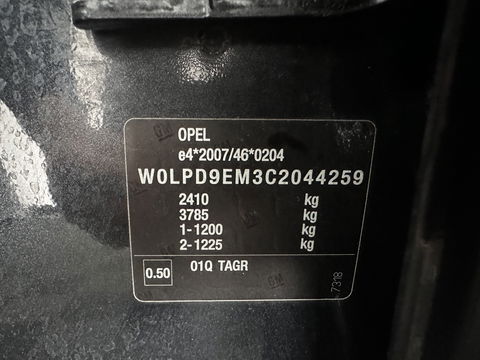 OPEL
e4*2007/46*0204
W0LPD9EM3C2044259
2410 kg
3785 kg
1-1200 kg
2-1225 kg
0.50 01Q TAGR
7318
GM